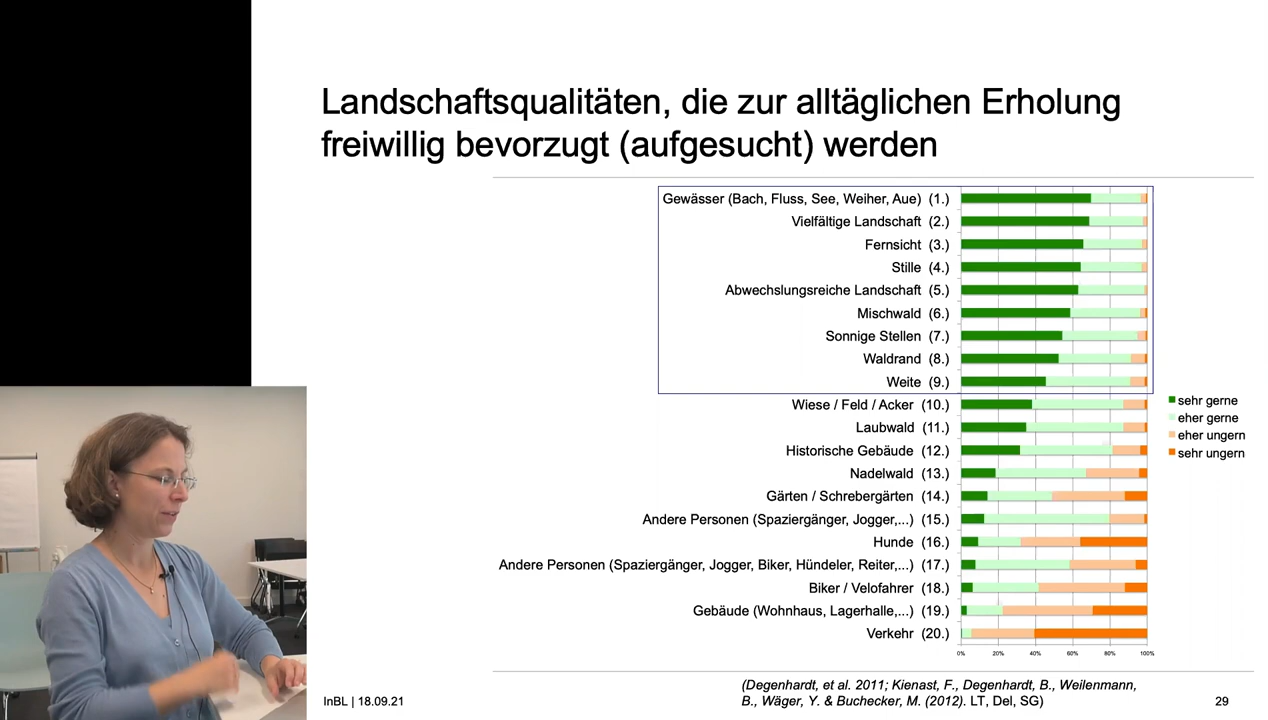 Landschaftsqualitäten, die zur alltäglichen Erholung
freiwillig bevorzugt (aufgesucht) werden
Gewässer (Bach, Fluss, See, Weiher, Aue) (1.)
Vielfältige Landschaft (2.)
Fernsicht (3.)
Stille (4.)
Abwechslungsreiche Landschaft (5.)
Mischwald (6.)
Sonnige Stellen (7.)
Waldrand (8.)
Weite (9.)
Wiese / Feld / Acker (10.)
Laubwald (11.)
Historische Gebäude (12.)
Nadelwald (13.)
Gärten / Schrebergärten (14.)
Andere Personen (Spaziergänger, Jogger,...) (15.)
Hunde (16.)
Andere Personen (Spaziergänger, Jogger, Biker, Hündeler, Reiter,...) (17.)
Biker / Velofahrer (18.)
Gebäude (Wohnhaus, Lagerhalle,...) (19.)
Verkehr (20.)
0% 20% 40% 60% 80% 100%
sehr gerne
eher gerne
eher ungern
sehr ungern
(Degenhardt, et al. 2011; Kienast, F., Degenhardt, B., Weilenmann,
B., Wäger, Y. & Buchecker, M. (2012). LT, Del, SG)
InBL | 18.09.21
29